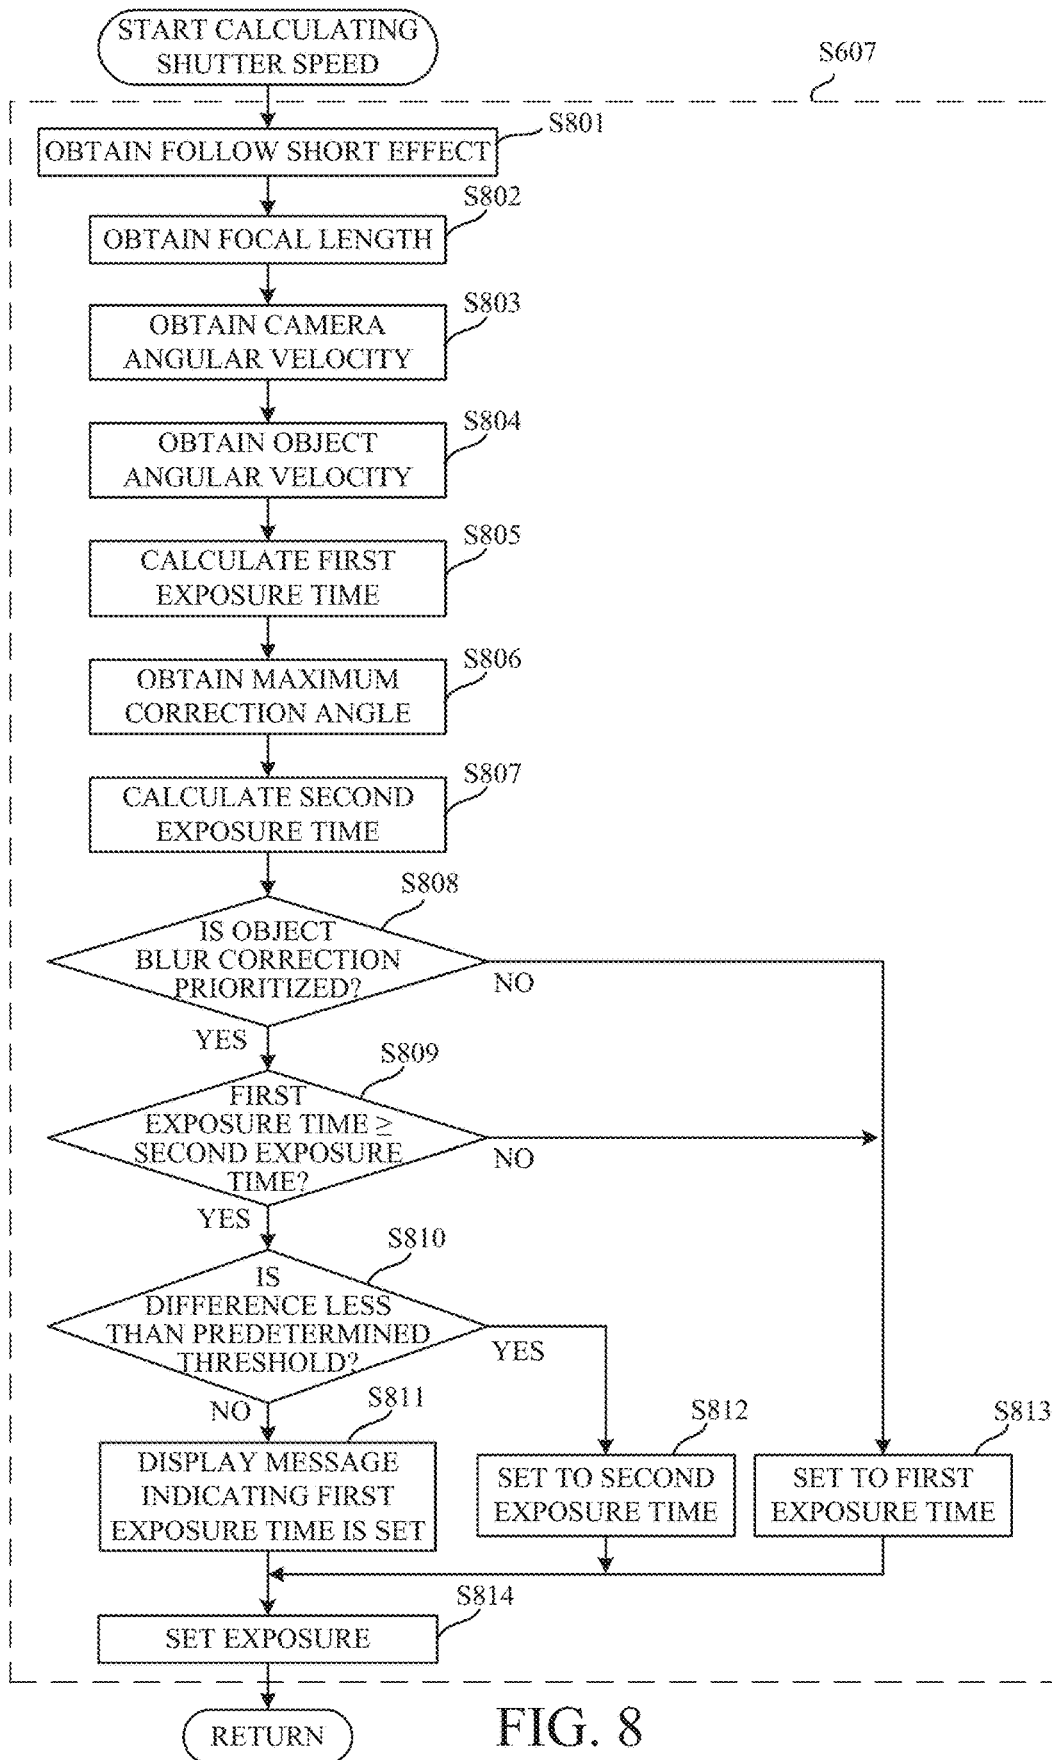 START CALCULATING
SHUTTER SPEED
S607
S801
OBTAIN FOLLOW SHORT EFFECT
S802
OBTAIN FOCAL LENGTH
S803
OBTAIN CAMERA
ANGULAR VELOCITY
S804
OBTAIN OBJECT
ANGULAR VELOCITY
S805
CALCULATE FIRST
EXPOSURE TIME
S806
OBTAIN MAXIMUM
CORRECTION ANGLE
S807
CALCULATE SECOND
EXPOSURE TIME
S808
IS OBJECT
BLUR CORRECTION
PRIORITIZED?
NO
YES
S809
FIRST
EXPOSURE TIME ≥
SECOND EXPOSURE
TIME?
NO
YES
S810
IS
DIFFERENCE LESS
THAN PREDETERMINED
THRESHOLD?
YES
NO
S811
DISPLAY MESSAGE
INDICATING FIRST
EXPOSURE TIME IS SET
S812
SET TO SECOND
EXPOSURE TIME
S813
SET TO FIRST
EXPOSURE TIME
S814
SET EXPOSURE
RETURN
FIG. 8